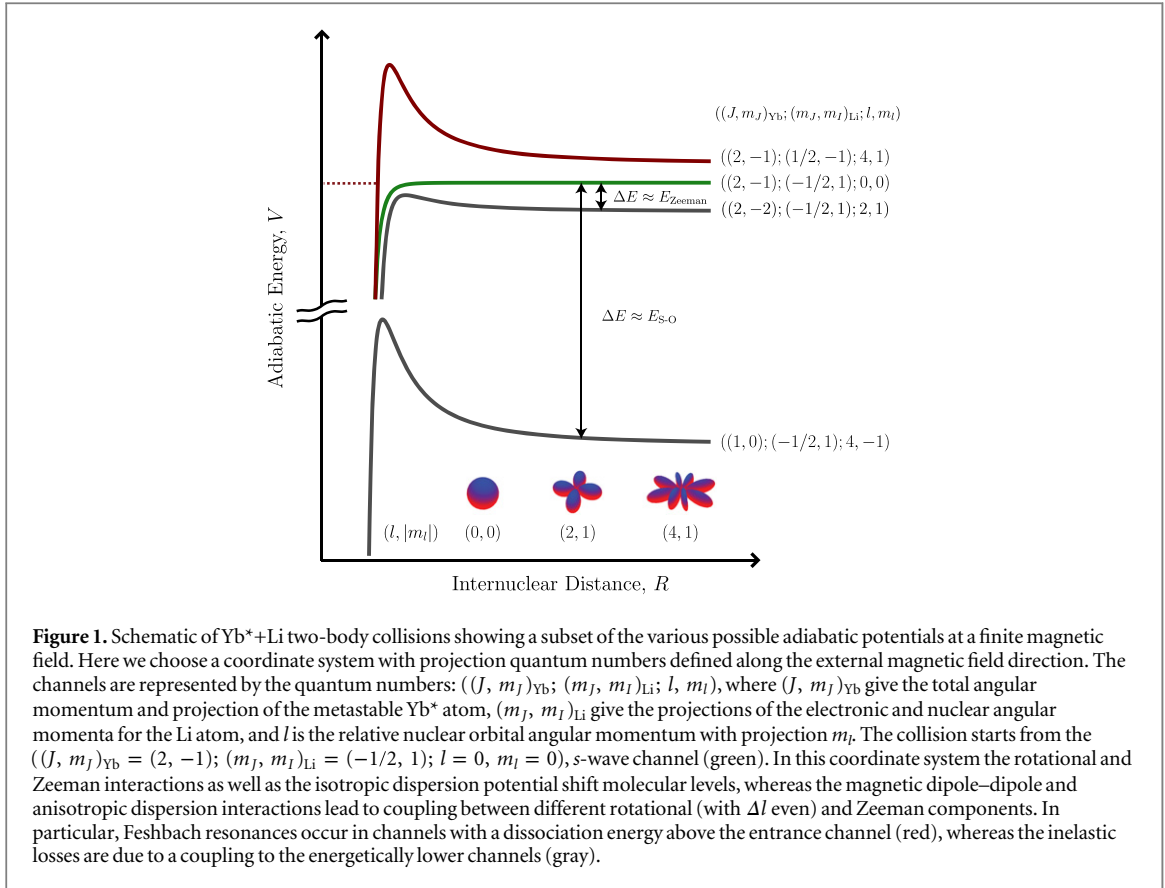 ((J, m_J)_Yb; (m_J, m_I)_Li; l, m_l)
((2, −1); (1/2, −1); 4, 1)
((2, −1); (−1/2, 1); 0, 0)
ΔE ≈ E_Zeeman
((2, −2); (−1/2, 1); 2, 1)
Adiabatic Energy, V
ΔE ≈ E_S-O
((1, 0); (−1/2, 1); 4, −1)
(l, |m_l|) (0, 0) (2, 1) (4, 1)
Internuclear Distance, R
Figure 1. Schematic of Yb*+Li two-body collisions showing a subset of the various possible adiabatic potentials at a finite magnetic
field. Here we choose a coordinate system with projection quantum numbers defined along the external magnetic field direction. The
channels are represented by the quantum numbers: ((J, m_J)_Yb; (m_J, m_I)_Li; l, m_l), where (J, m_J)_Yb give the total angular
momentum and projection of the metastable Yb* atom, (m_J, m_I)_Li give the projections of the electronic and nuclear angular
momenta for the Li atom, and l is the relative nuclear orbital angular momentum with projection m_l. The collision starts from the
((J, m_J)_Yb = (2, −1); (m_J, m_I)_Li = (−1/2, 1); l = 0, m_l = 0), s-wave channel (green). In this coordinate system the rotational and
Zeeman interactions as well as the isotropic dispersion potential shift molecular levels, whereas the magnetic dipole–dipole and
anisotropic dispersion interactions lead to coupling between different rotational (with Δl even) and Zeeman components. In
particular, Feshbach resonances occur in channels with a dissociation energy above the entrance channel (red), whereas the inelastic
losses are due to a coupling to the energetically lower channels (gray).